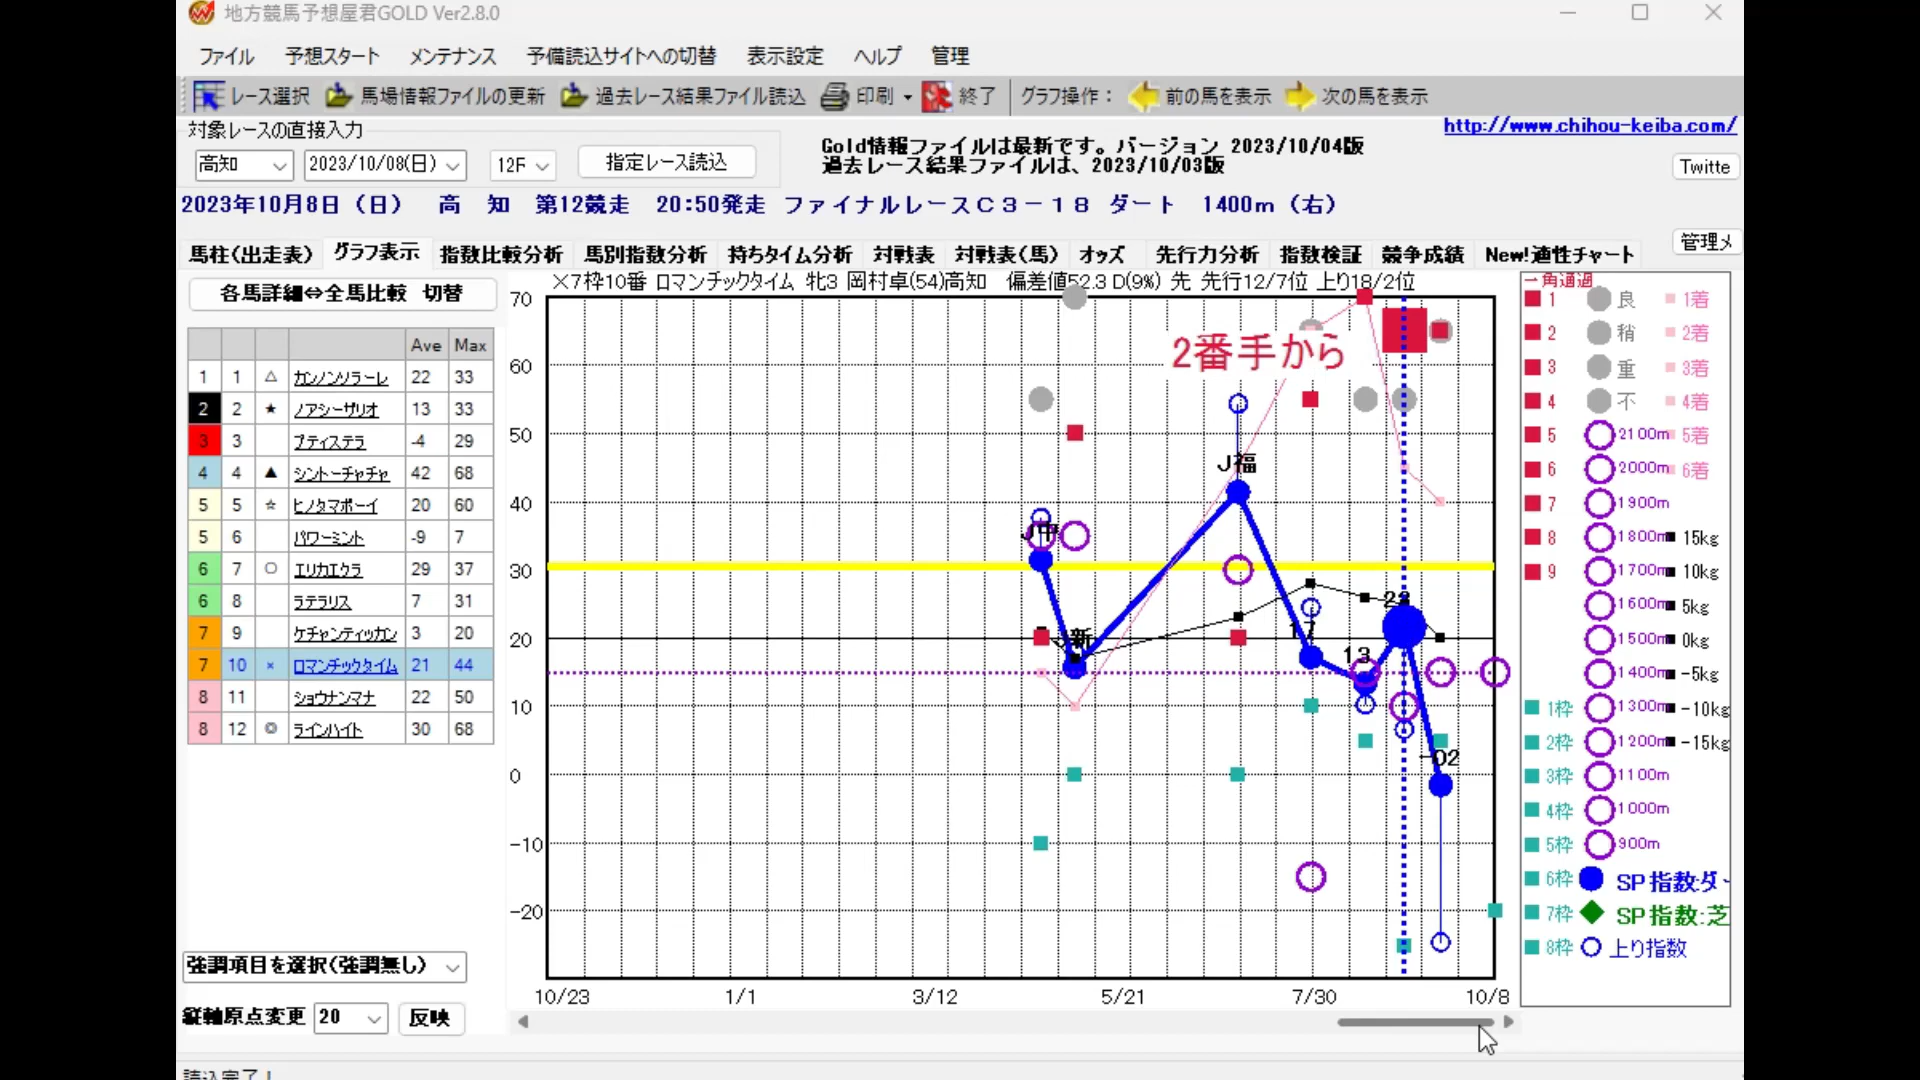 地方競馬予想屋君GOLD Ver2.8.0
ファイル 予想スタート メンテナンス 予備読込サイトへの切替 表示設定 ヘルプ 管理
レース選択 馬場情報ファイルの更新 過去レース結果ファイル読込 印刷 終了 グラフ操作： 前の馬を表示 次の馬を表示
対象レースの直接入力
http://www.chihou-keiba.com/
高知 2023/10/08(日) 12R 指定レース読込
Gold情報ファイルは最新です。バージョン 2023/10/04版
過去レース結果ファイルは、2023/10/03版
Twitte
2023年10月8日（日） 高 知 第12競走 20:50発走 ファイナルレースＣ３－１８ ダート 1400m（右）
管理メ
馬柱(出走表) グラフ表示 指数比較分析 馬別指数分析 持ちタイム分析 対戦表 対戦表(馬) オッズ 先行力分析 指数検証 競争成績 New!適性チャート
各馬詳細⇔全馬比較 切替
×7枠10番 ロマンチックタイム 牝3 岡村卓(54)高知 偏差値52.3 D(9%) 先 先行12/7位 上り18/2位
Ave Max
1 1 △ カンノンソラーレ 22 33
2 2 ★ ノアシーザリオ 13 33
3 3 プティステラ -4 29
4 4 ▲ シントーチャチャ 42 68
5 5 ☆ ヒノタマボーイ 20 60
5 6 パワーミント -9 7
6 7 ○ エリカエクラ 29 37
6 8 ラテラリス 7 31
7 9 ケチャンティッカン 3 20
7 10 × ロマンチックタイム 21 44
8 11 ショウナンマナ 22 50
8 12 ◎ ラインハイト 30 68
強調項目を選択(強調無し)
縦軸原点変更 20 反映
70
60
50
40
30
20
10
0
-10
-20
2番手から
J中
新
J福
17
13
22
-02
10/23 1/1 3/12 5/21 7/30 10/8
一角通過
1 良 1着
2 稍 2着
3 重 3着
4 不 4着
5 2100m 5着
6 2000m 6着
7 1900m
8 1800m 15kg
9 1700m 10kg
1600m 5kg
1500m 0kg
1400m -5kg
1枠 1300m -10kg
2枠 1200m -15kg
3枠 1100m
4枠 1000m
5枠 900m
6枠 SP指数:ダ
7枠 SP指数:芝
8枠 上り指数
読込完了！